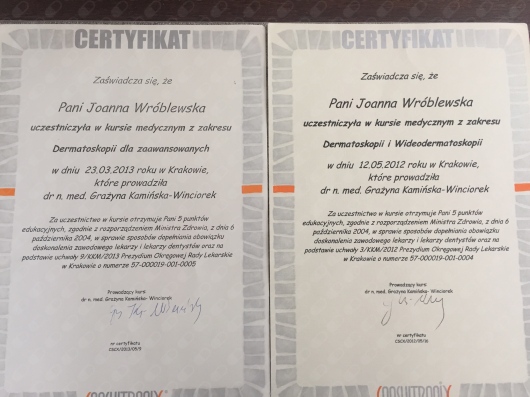 CERTYFIKAT
Zaświadcza się, że
Pani Joanna Wróblewska
uczestniczyła w kursie medycznym z zakresu
Dermatoskopii dla zaawansowanych
w dniu 23.03.2013 roku w Krakowie,
które prowadziła
dr n. med. Grażyna Kamińska-Winciorek
Za uczestnictwo w kursie otrzymuje Pani 5 punktów
edukacyjnych, zgodnie z rozporządzeniem Ministra Zdrowia, z dnia 6
października 2004, w sprawie sposobów dopełniania obowiązku
doskonalenia zawodowego lekarzy i lekarzy dentystów oraz na
podstawie uchwały 9/KKM/2013 Prezydium Okręgowej Rady Lekarskie
w Krakowie o numerze 57-000019-001-0005
Prowadzący kurs
dr n. med. Grażyna Kamińska-Winciorek
nr certyfikatu
CERTYFIKAT
Zaświadcza się, że
Pani Joanna Wróblewska
uczestniczyła w kursie medycznym z zakresu
Dermatoskopii i Wideodermatoskopii
w dniu 12.05.2012 roku w Krakowie,
które prowadziła
dr n. med. Grażyna Kamińska-Winciorek
Za uczestnictwo w kursie otrzymuje Pani 5 punktów
edukacyjnych, zgodnie z rozporządzeniem Ministra Zdrowia, z dnia 6
października 2004, w sprawie sposobów dopełniania obowiązku
doskonalenia zawodowego lekarzy i lekarzy dentystów oraz na
podstawie uchwały 3/KKM/2012 Prezydium Okręgowej Rady Lekarskie
w Krakowie o numerze 57-000019-001-0004
Prowadzący kurs
dr n. med. Grażyna Kamińska-Winciorek
nr certyfikatu